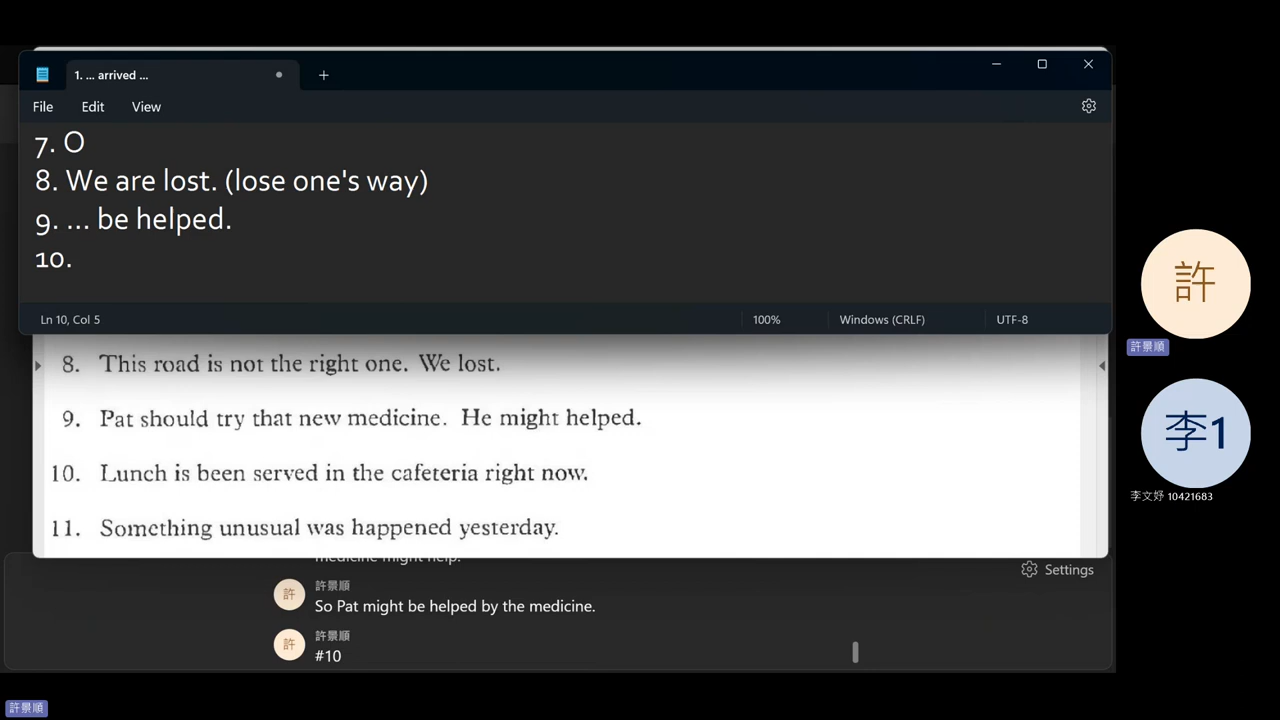 1. ... arrived ...
File Edit View
7. O
8. We are lost. (lose one's way)
9. ... be helped.
10.
Ln 10, Col 5 100% Windows (CRLF) UTF-8
8. This road is not the right one. We lost.
9. Pat should try that new medicine. He might helped.
10. Lunch is been served in the cafeteria right now.
11. Something unusual was happened yesterday.
medicine might help.
Settings
許 許景順
So Pat might be helped by the medicine.
許 許景順
#10
許
許景順
李1
李文妤 10421683
許景順